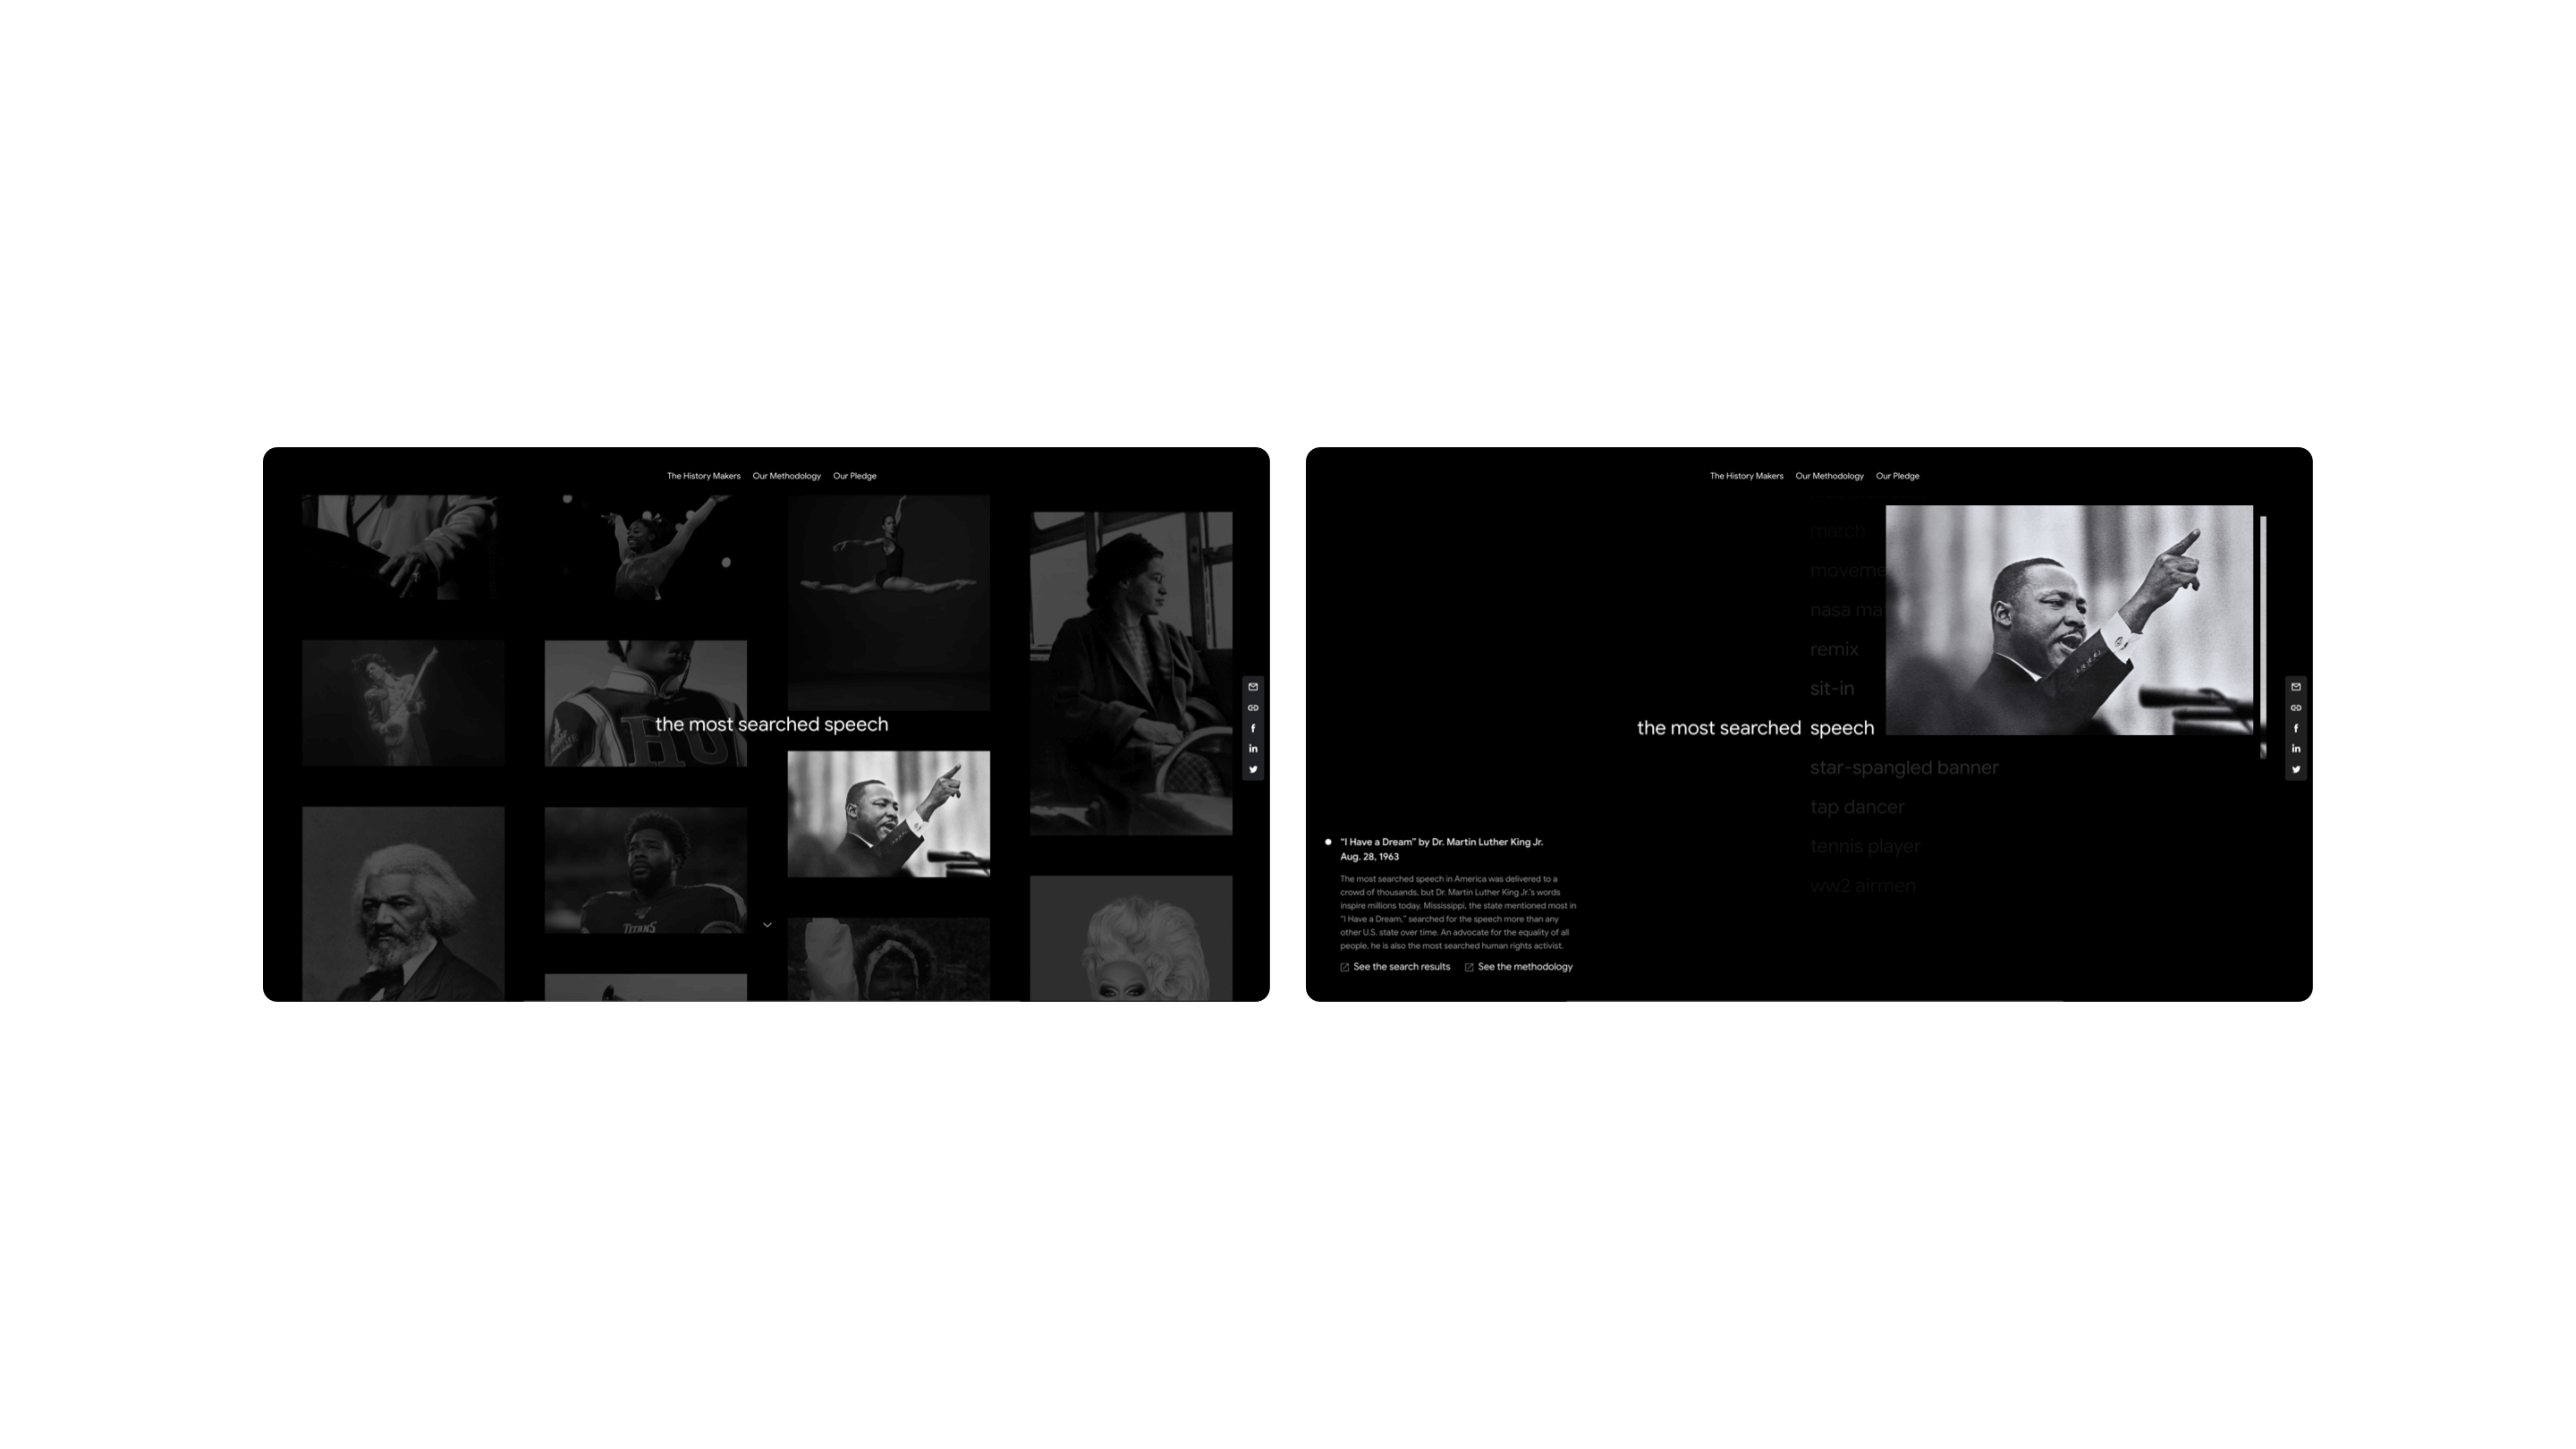 The History Makers Our Methodology Our Pledge
HU
the most searched speech
TITANS
The History Makers Our Methodology Our Pledge
march
nasa
remix
sit-in
the most searched speech
star-spangled banner
tap dancer
tennis player
ww2 airmen
“I Have a Dream” by Dr. Martin Luther King Jr.
Aug. 28, 1963
The most searched speech in America was delivered to a
crowd of thousands, but Dr. Martin Luther King Jr.’s words
inspire millions today. Mississippi, the state mentioned most in
“I Have a Dream,” searched for the speech more than any
other U.S. state over time. An advocate for the equality of all
people, he is also the most searched human rights activist.
See the search results See the methodology